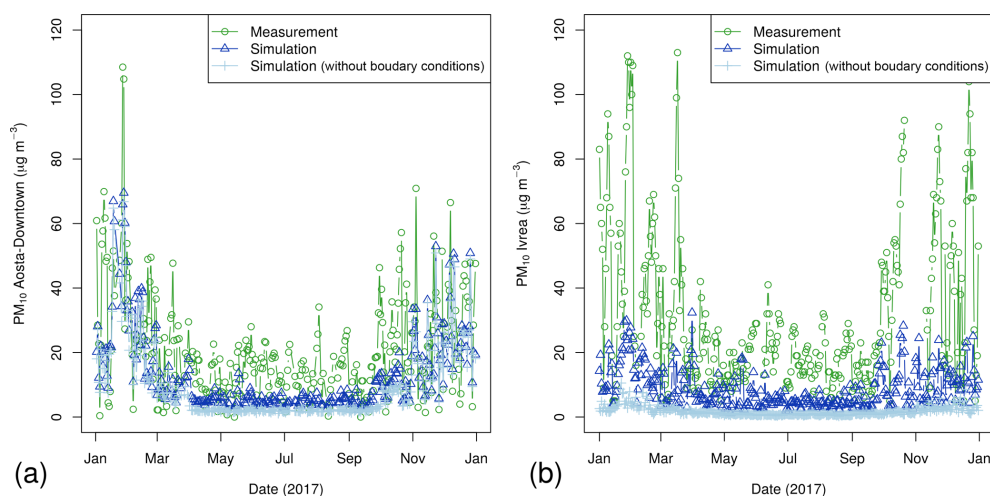 Measurement
Simulation
Simulation (without boudary conditions)
PM10 Aosta-Downtown (µg m−3)
0
20
40
60
80
100
120
Jan
Mar
May
Jul
Sep
Nov
Jan
Date (2017)
(a)
Measurement
Simulation
Simulation (without boudary conditions)
PM10 Ivrea (µg m−3)
0
20
40
60
80
100
120
Jan
Mar
May
Jul
Sep
Nov
Jan
Date (2017)
(b)